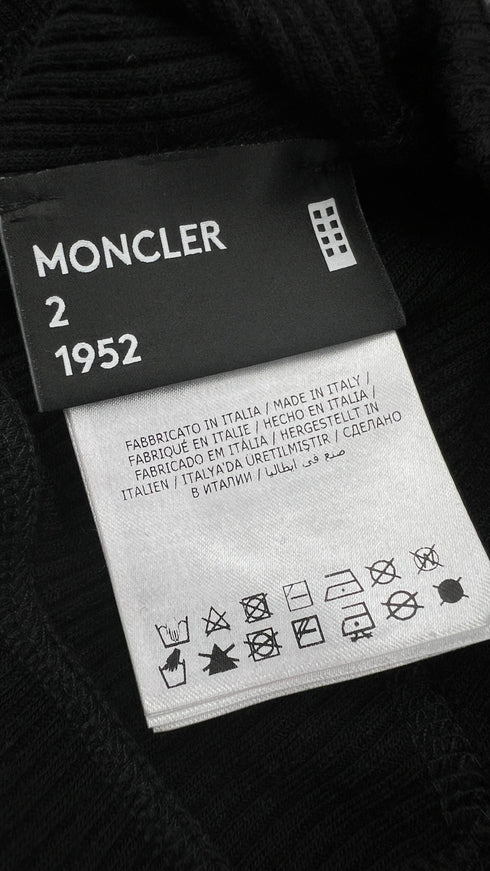 MONCLER
2
1952
FABBRICATO IN ITALIA / MADE IN ITALY /
FABRIQUÉ EN ITALIE / HECHO EN ITALIA /
FABRICADO EM ITÀLIA / HERGESTELLT IN
ITALIEN / ITALYA'DA ÜRETILMIŞTIR / СДЕЛАНО
В ИТАЛИИ / صنع في ايطاليا